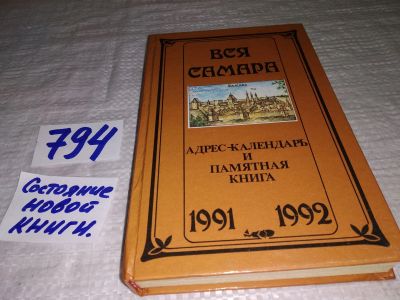 794
Состояние
новой
книги.
ВСЯ
САМАРА
АДРЕС-КАЛЕНДАРЬ
И
ПАМЯТНАЯ
КНИГА
1991 1992